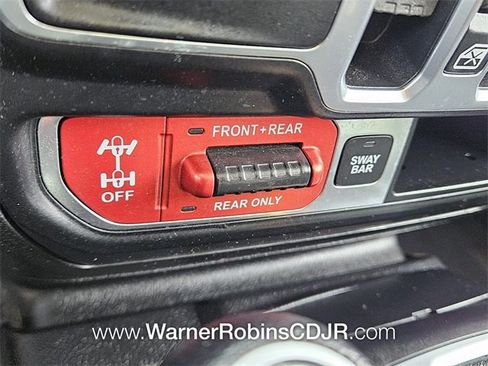 FRONT+REAR
OFF
REAR ONLY
SWAY
BAR
www.WarnerRobinsCDJR.com